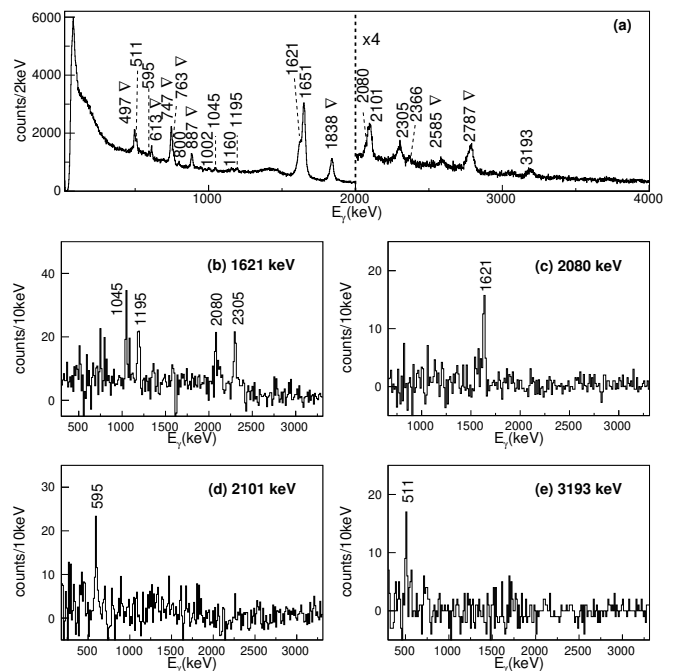 (a)
x4
counts/2keV
6000
4000
2000
0
497 ∇
511
595
613 ∇
747 ∇
763 ∇
800
887 ∇
1002
1045
1160
1195
1621
1651
1838 ∇
2080
2101
2305
2366
2585 ∇
2787 ∇
3193
1000 2000 3000 4000
Eγ(keV)
(b) 1621 keV
counts/10keV
40
20
0
1045
1195
2080
2305
500 1000 1500 2000 2500 3000
Eγ(keV)
(c) 2080 keV
counts/10keV
20
10
0
1621
1000 1500 2000 2500 3000
Eγ(keV)
(d) 2101 keV
counts/10keV
30
20
10
0
595
500 1000 1500 2000 2500 3000
Eγ(keV)
(e) 3193 keV
counts/10keV
20
10
0
511
500 1000 1500 2000 2500 3000
Eγ(keV)